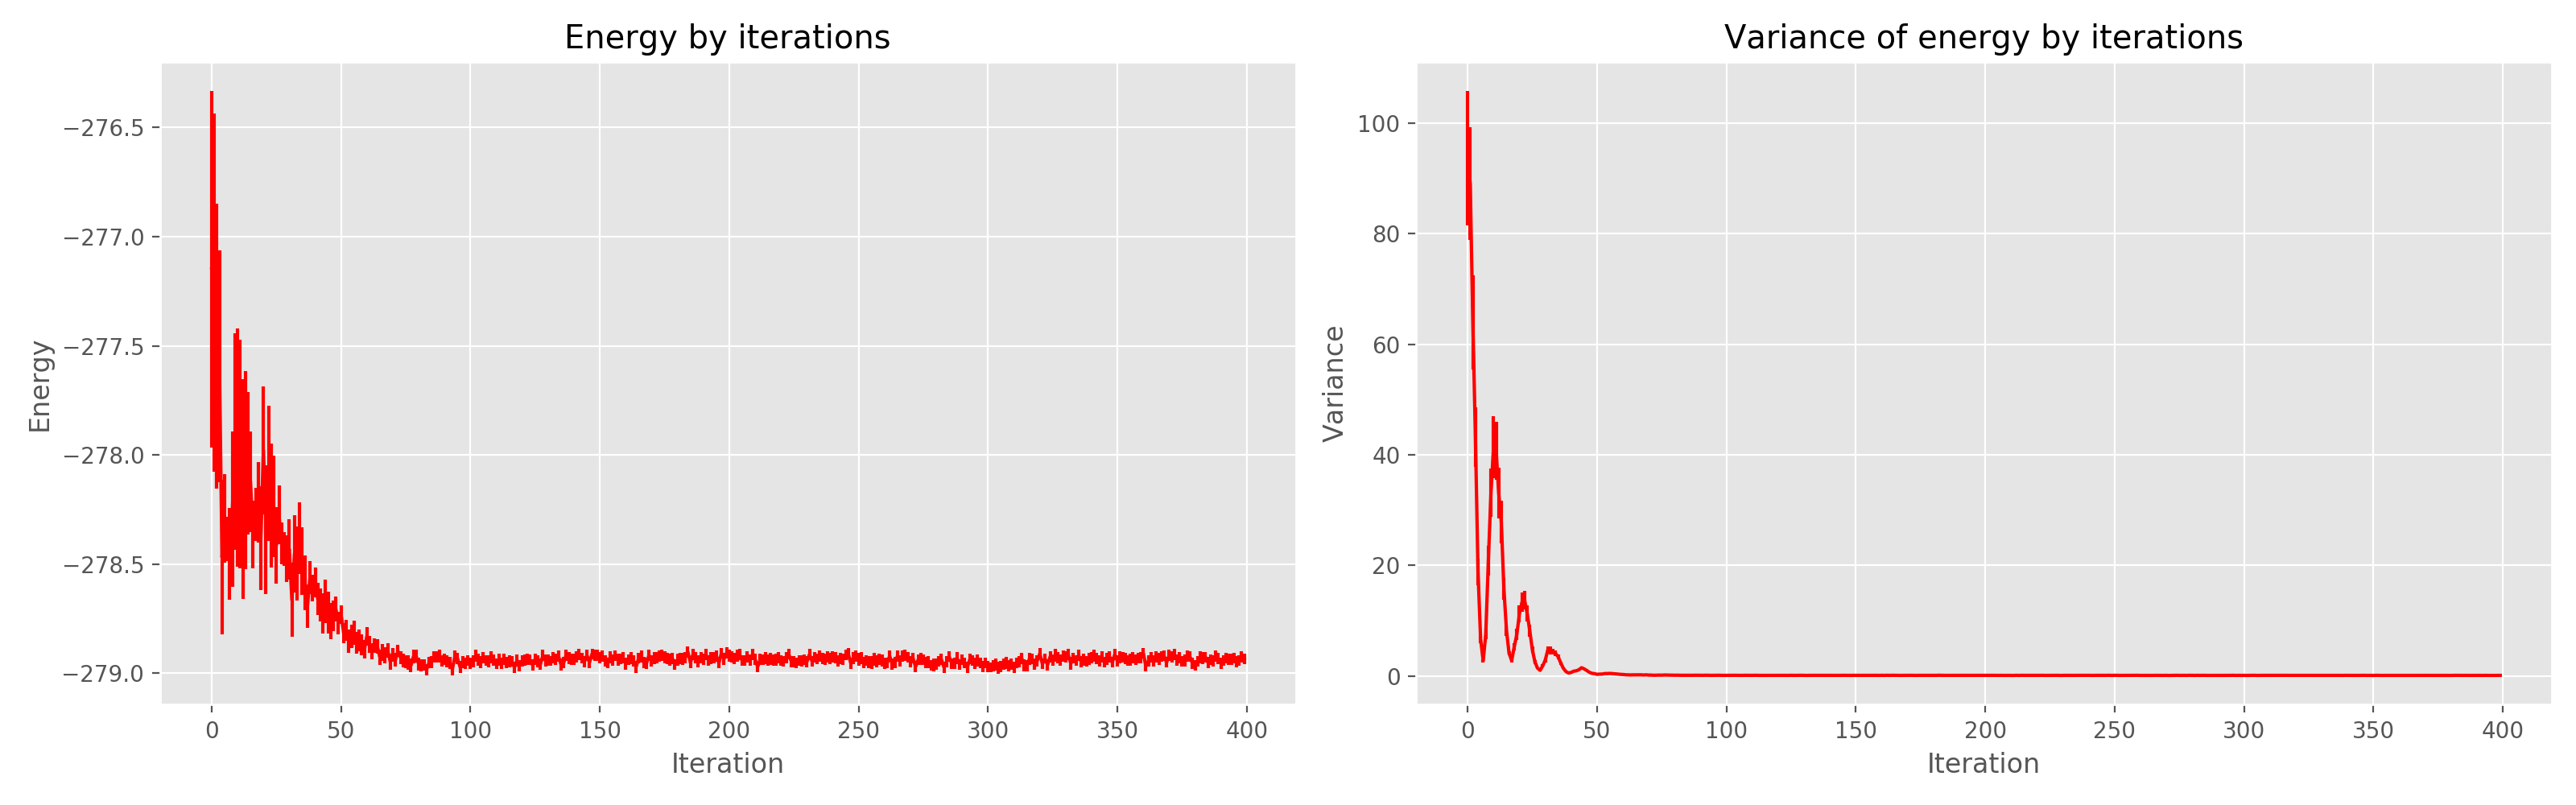 Energy by iterations
Energy
−276.5
−277.0
−277.5
−278.0
−278.5
−279.0
0 50 100 150 200 250 300 350 400
Iteration
Variance of energy by iterations
Variance
100
80
60
40
20
0
0 50 100 150 200 250 300 350 400
Iteration